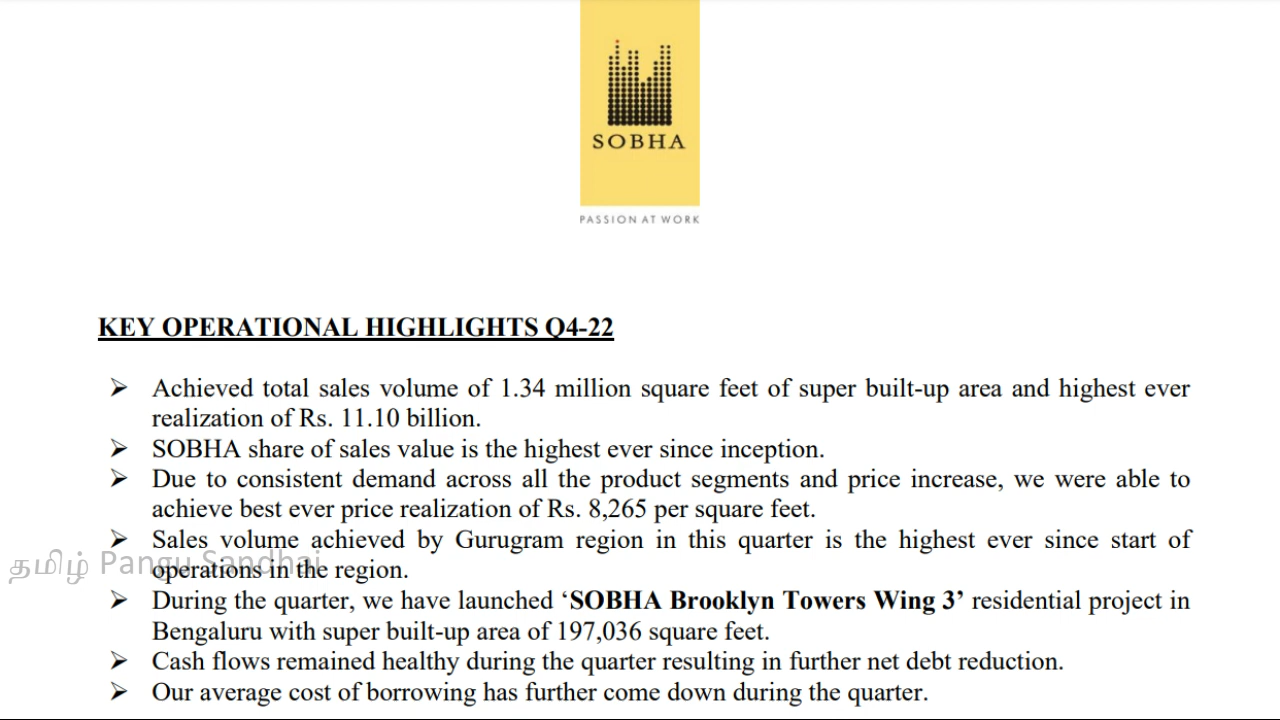 SOBHA
PASSION AT WORK
KEY OPERATIONAL HIGHLIGHTS Q4-22
➢ Achieved total sales volume of 1.34 million square feet of super built-up area and highest ever
realization of Rs. 11.10 billion.
➢ SOBHA share of sales value is the highest ever since inception.
➢ Due to consistent demand across all the product segments and price increase, we were able to
achieve best ever price realization of Rs. 8,265 per square feet.
➢ Sales volume achieved by Gurugram region in this quarter is the highest ever since start of
தமிழ் Pangu Sandhai
operations in the region.
➢ During the quarter, we have launched ‘SOBHA Brooklyn Towers Wing 3’ residential project in
Bengaluru with super built-up area of 197,036 square feet.
➢ Cash flows remained healthy during the quarter resulting in further net debt reduction.
➢ Our average cost of borrowing has further come down during the quarter.